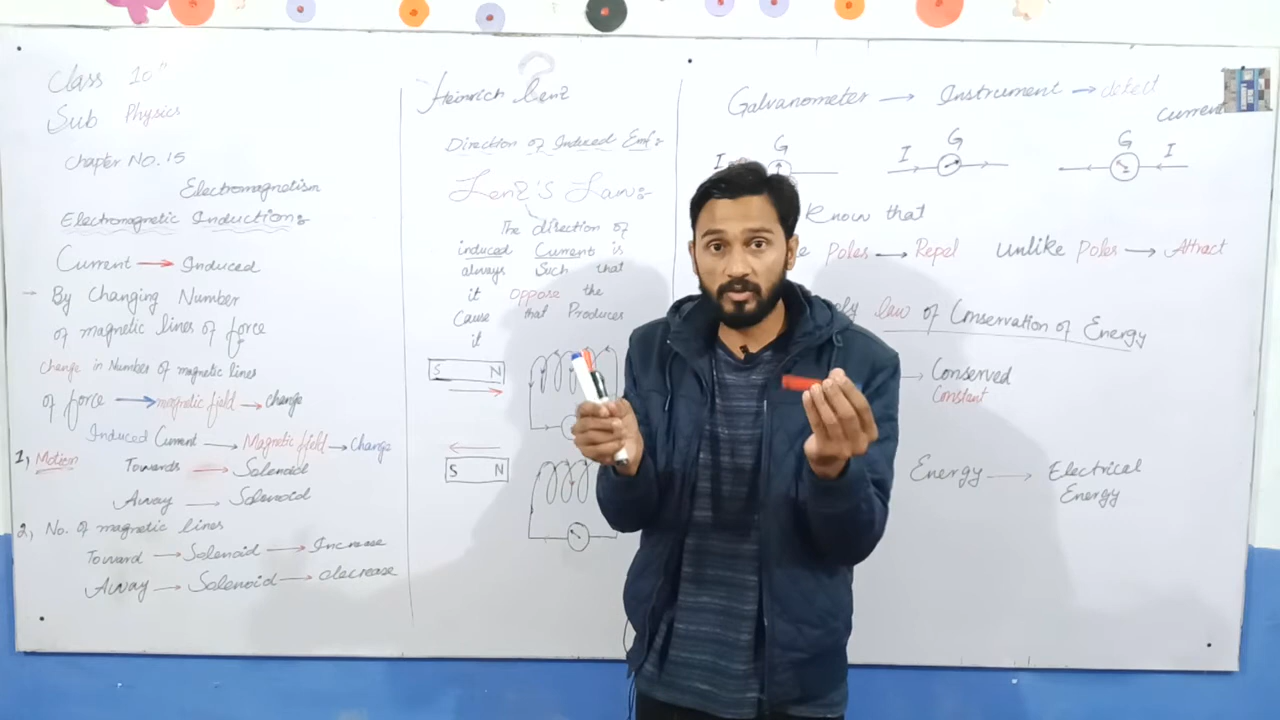 Class 10th
Sub Physics
Chapter No. 15
Electromagnetism
Electromagnetic Induction:
Current → Induced
→ By Changing Number
of magnetic lines of force
Change in Number of magnetic lines
of force → magnetic field → change
Induced Current → Magnetic field → Change
1, Motion
Towards → Solenoid
Away → Solenoid
2, No. of magnetic lines
Toward → Solenoid → Increase
Away → Solenoid → decrease
?
Heinrich Lenz
Direction of Induced Emf:
Lenz's Law:-
The direction of
induced Current is
always Such that
it oppose the
Cause that Produces
it
S N
S N
Galvanometer → Instrument → detect
Current
I G
I G
G I
Know that
Poles → Repel
Unlike Poles → Attract
law of Conservation of Energy
→ Conserved
Constant
Energy → Electrical
Energy